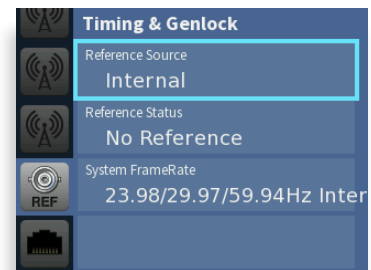 Timing & Genlock
Reference Source
Internal
Reference Status
No Reference
System FrameRate
REF
23.98/29.97/59.94Hz Inter